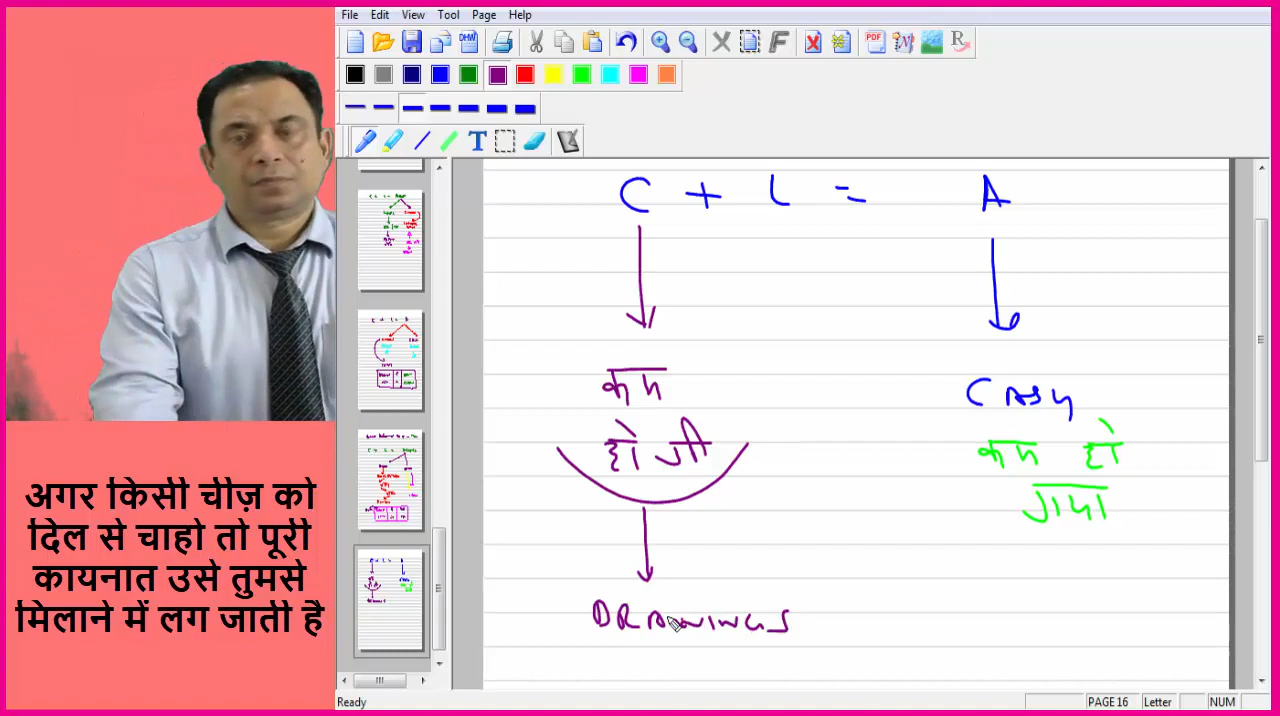 File Edit View Tool Page Help
C + L = A
कम
हो गी
DRAWINGS
CASH
कम हो
गया
अगर किसी चीज़ को
दिल से चाहो तो पूरी
कायनात उसे तुमसे
मिलाने में लग जाती है
Ready PAGE 16 Letter NUM